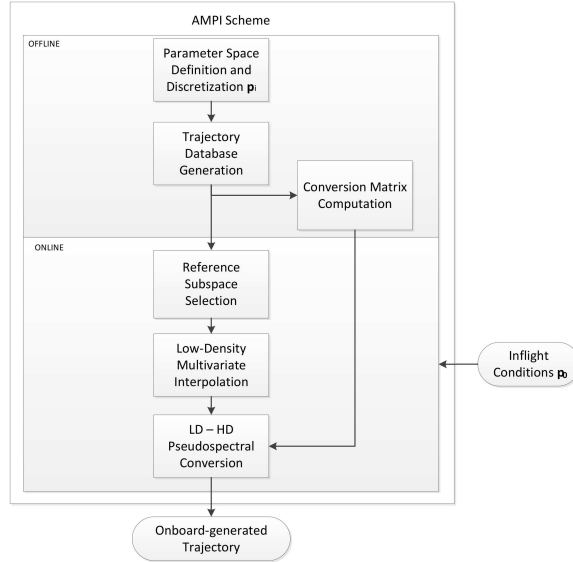 AMPI Scheme
OFFLINE
Parameter Space
Definition and
Discretization pi
Trajectory
Database
Generation
Conversion Matrix
Computation
ONLINE
Reference
Subspace
Selection
Low-Density
Multivariate
Interpolation
Inflight
Conditions p0
LD – HD
Pseudospectral
Conversion
Onboard-generated
Trajectory